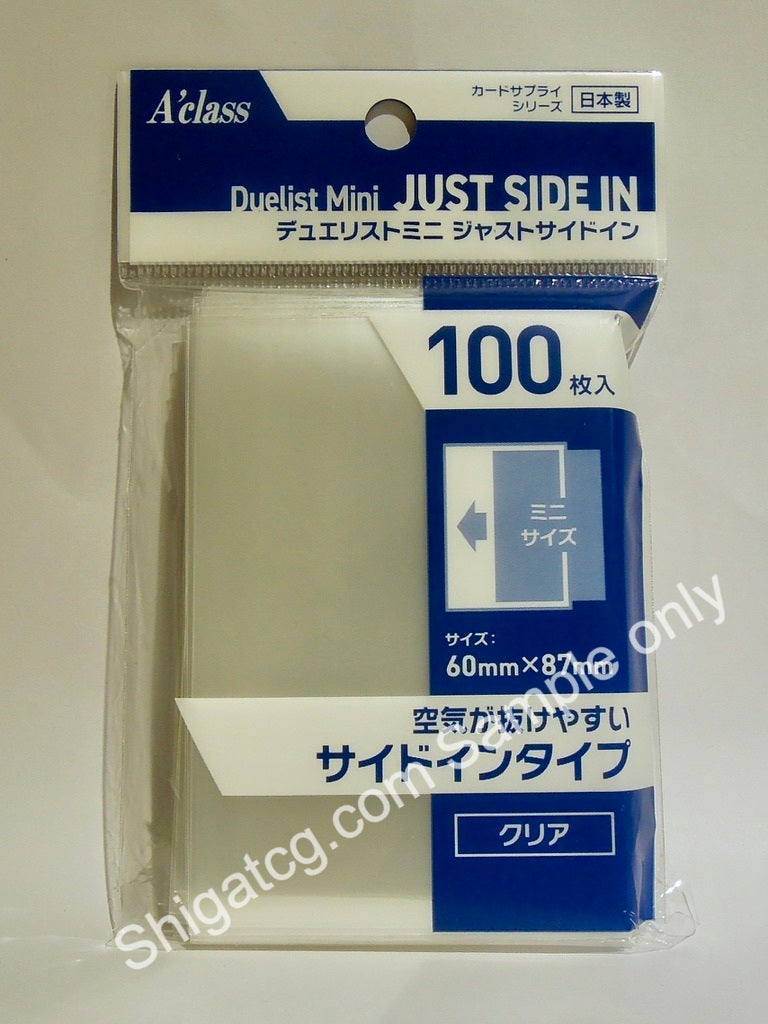 A'class
カードサプライ
シリーズ
日本製
Duelist Mini JUST SIDE IN
デュエリストミニ ジャストサイドイン
100枚入
ミニ
サイズ
サイズ:
60mm×87mm
空気が抜けやすい
サイドインタイプ
クリア
Shigatcg.com Sample only